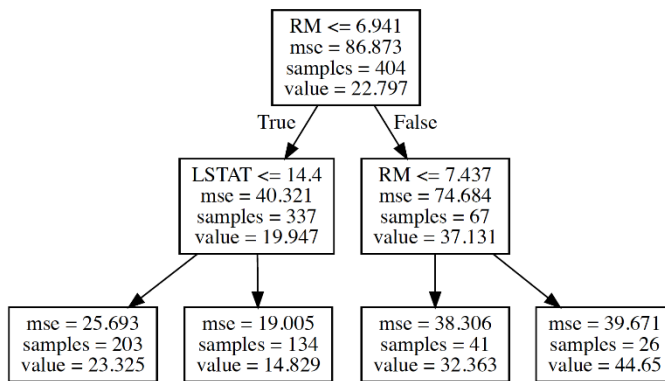 RM <= 6.941
mse = 86.873
samples = 404
value = 22.797
True
False
LSTAT <= 14.4
mse = 40.321
samples = 337
value = 19.947
RM <= 7.437
mse = 74.684
samples = 67
value = 37.131
mse = 25.693
samples = 203
value = 23.325
mse = 19.005
samples = 134
value = 14.829
mse = 38.306
samples = 41
value = 32.363
mse = 39.671
samples = 26
value = 44.65